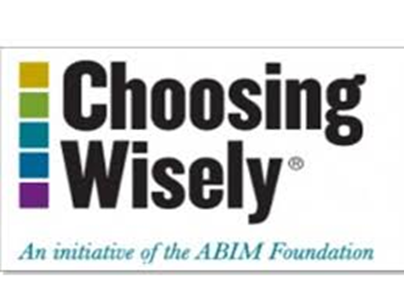 Choosing
Wisely®
An initiative of the ABIM Foundation